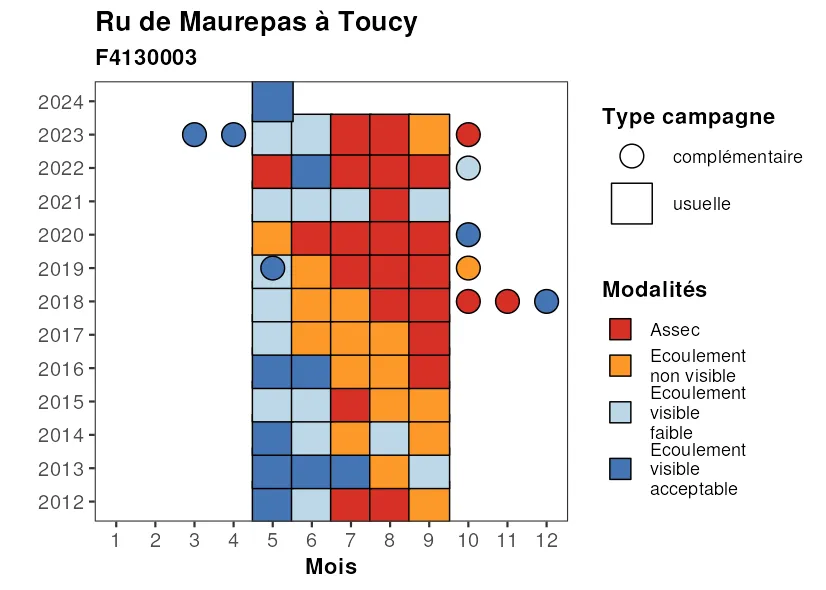 Ru de Maurepas à Toucy
F4130003
2024
2023
2022
2021
2020
2019
2018
2017
2016
2015
2014
2013
2012
1 2 3 4 5 6 7 8 9 10 11 12
Mois
Type campagne
complémentaire
usuelle
Modalités
Assec
Ecoulement
non visible
Ecoulement
visible
faible
Ecoulement
visible
acceptable